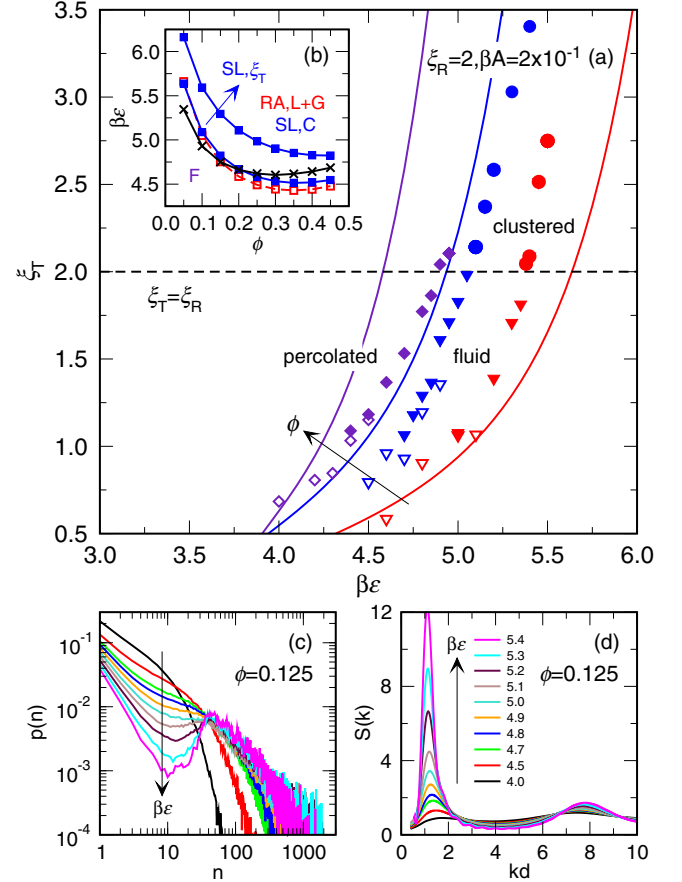 ξ_R=2,βA=2x10^-1 (a)
3.5
3.0
2.5
2.0
1.5
1.0
0.5
ξ_T
3.0 3.5 4.0 4.5 5.0 5.5 6.0
βε
clustered
ξ_T=ξ_R
percolated
fluid
ϕ
(b)
6.0
5.5
5.0
4.5
βε
SL,ξ_T
RA,L+G
SL,C
F
0.0 0.1 0.2 0.3 0.4 0.5
ϕ
(c)
ϕ=0.125
10^-1
10^-2
10^-3
10^-4
p(n)
βε
1 10 100 1000
n
(d)
ϕ=0.125
12
6
0
S(k)
βε
5.4
5.3
5.2
5.1
5.0
4.9
4.8
4.7
4.5
4.0
0 2 4 6 8 10
kd